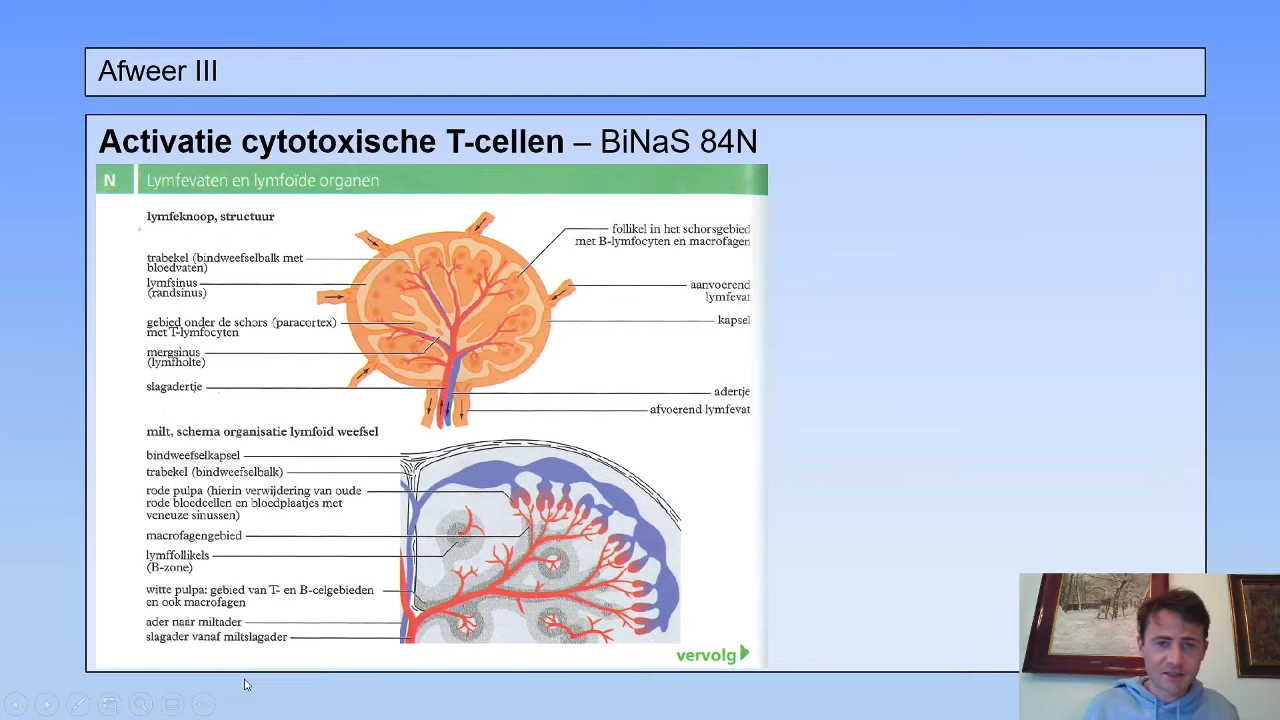 Afweer III
Activatie cytotoxische T-cellen – BiNaS 84N
N Lymfevaten en lymfoïde organen
lymfeknoop, structuur
trabekel (bindweefselbalk met
bloedvaten)
lymfsinus
(randsinus)
gebied onder de schors (paracortex)
met T-lymfocyten
mergsinus
(lymfholte)
slagadertje
follikel in het schorsgebied
met B-lymfocyten en macrofagen
aanvoerend
lymfevat
kapsel
adertje
afvoerend lymfevat
milt, schema organisatie lymfoïd weefsel
bindweefselkapsel
trabekel (bindweefselbalk)
rode pulpa (hierin verwijdering van oude
rode bloedcellen en bloedplaatjes met
veneuze sinussen)
macrofagengebied
lymffollikels
(B-zone)
witte pulpa: gebied van T- en B-celgebieden
en ook macrofagen
ader naar miltader
slagader vanaf miltslagader
vervolg